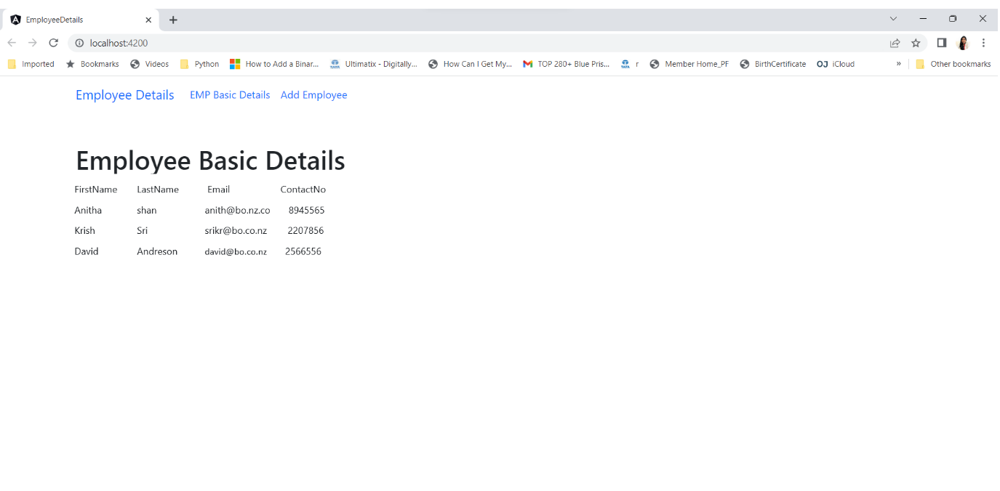 EmployeeDetails
localhost:4200
Imported Bookmarks Videos Python How to Add a Binar... TATA Ultimatix - Digitally... How Can I Get My... TOP 280+ Blue Pris... TATA r Member Home_PF BirthCertificate OJ iCloud » Other bookmarks
Employee Details EMP Basic Details Add Employee
Employee Basic Details
FirstName LastName Email ContactNo
Anitha shan anith@bo.nz.co 8945565
Krish Sri srikr@bo.co.nz 2207856
David Andreson david@bo.co.nz 2566556